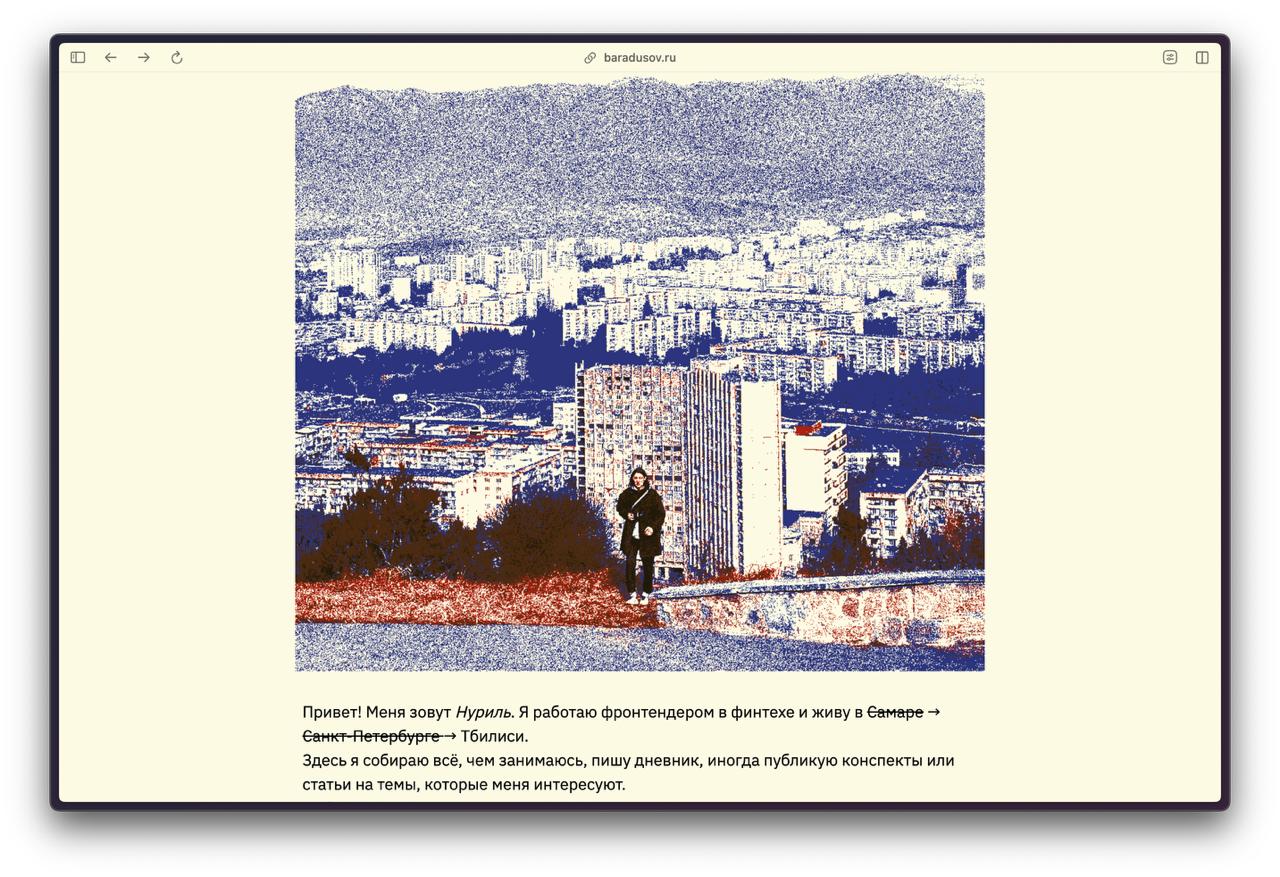 baradusov.ru
Привет! Меня зовут Нуриль. Я работаю фронтендером в финтехе и живу в Самаре →
Санкт-Петербурге → Тбилиси.
Здесь я собираю всё, чем занимаюсь, пишу дневник, иногда публикую конспекты или
статьи на темы, которые меня интересуют.